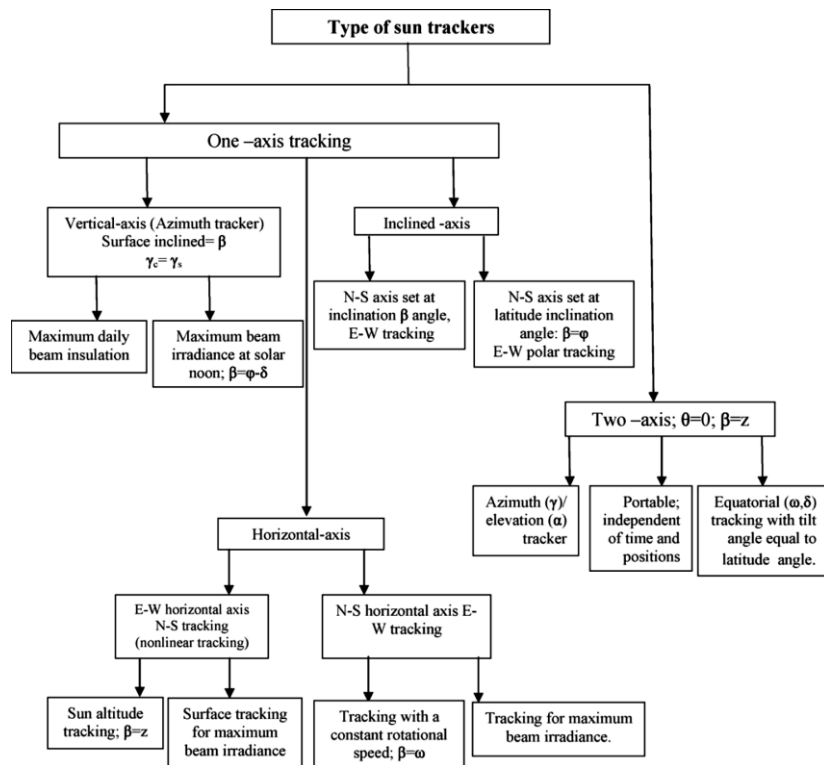 Type of sun trackers
One –axis tracking
Vertical-axis (Azimuth tracker)
Surface inclined= β
γc= γs
Inclined -axis
Maximum daily
beam insulation
Maximum beam
irradiance at solar
noon; β=φ-δ
N-S axis set at
inclination β angle,
E-W tracking
N-S axis set at
latitude inclination
angle: β=φ
E-W polar tracking
Two –axis; θ=0; β=z
Azimuth (γ)/
elevation (α)
tracker
Portable;
independent
of time and
positions
Equatorial (ω,δ)
tracking with tilt
angle equal to
latitude angle.
Horizontal-axis
E-W horizontal axis
N-S tracking
(nonlinear tracking)
N-S horizontal axis E-
W tracking
Sun altitude
tracking; β=z
Surface tracking
for maximum
beam irradiance
Tracking with a
constant rotational
speed; β=ω
Tracking for maximum
beam irradiance.